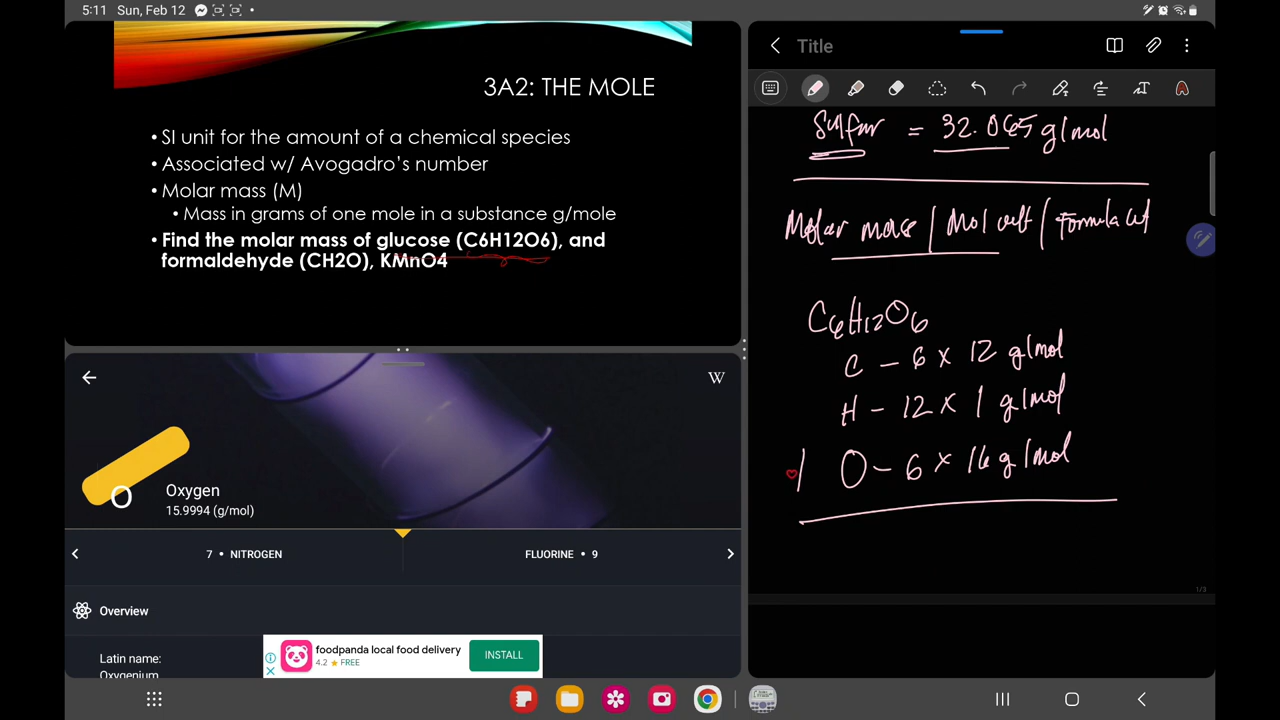 5:11 Sun, Feb 12
3A2: THE MOLE
• SI unit for the amount of a chemical species
• Associated w/ Avogadro's number
• Molar mass (M)
• Mass in grams of one mole in a substance g/mole
• Find the molar mass of glucose (C6H12O6), and
formaldehyde (CH2O), KMnO4
W
O
Oxygen
15.9994 (g/mol)
7 • NITROGEN
FLUORINE • 9
Overview
Latin name:
Oxygenium
foodpanda local food delivery
4.2 ★ FREE
INSTALL
Title
Sulfur = 32.065 g/mol
Molar mass / Mol wt / Formula wt
C6H12O6
C – 6 × 12 g/mol
H – 12 × 1 g/mol
O – 6 × 16 g/mol
1/3